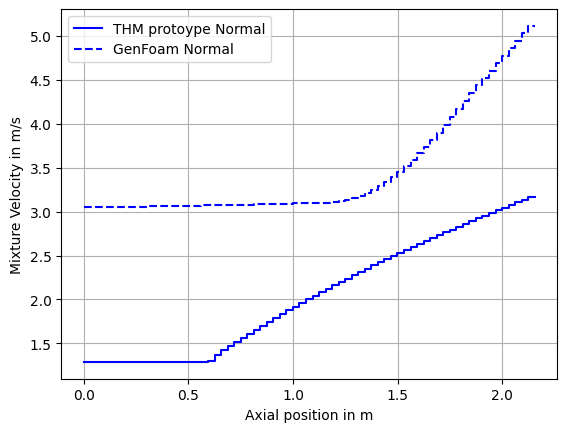 THM protoype Normal
GenFoam Normal
5.0
4.5
4.0
3.5
3.0
2.5
2.0
1.5
Mixture Velocity in m/s
0.0 0.5 1.0 1.5 2.0
Axial position in m